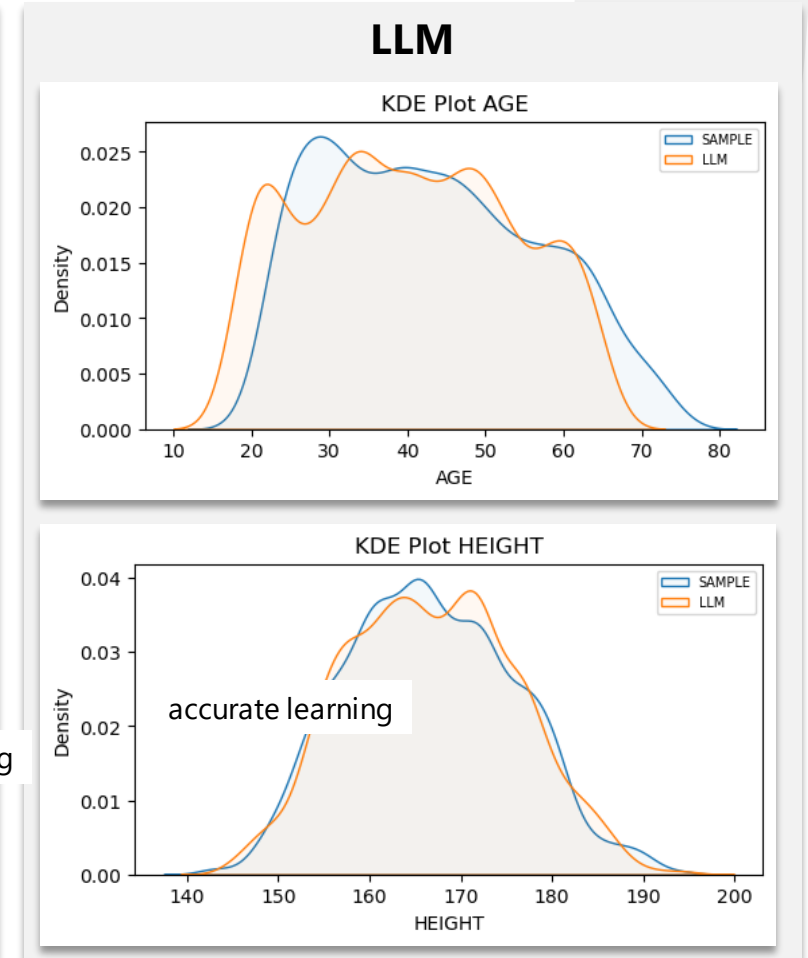 LLM
KDE Plot AGE
SAMPLE
LLM
0.025
0.020
0.015
0.010
0.005
0.000
Density
10 20 30 40 50 60 70 80
AGE
KDE Plot HEIGHT
SAMPLE
LLM
0.04
0.03
0.02
0.01
0.00
Density
accurate learning
g
140 150 160 170 180 190 200
HEIGHT